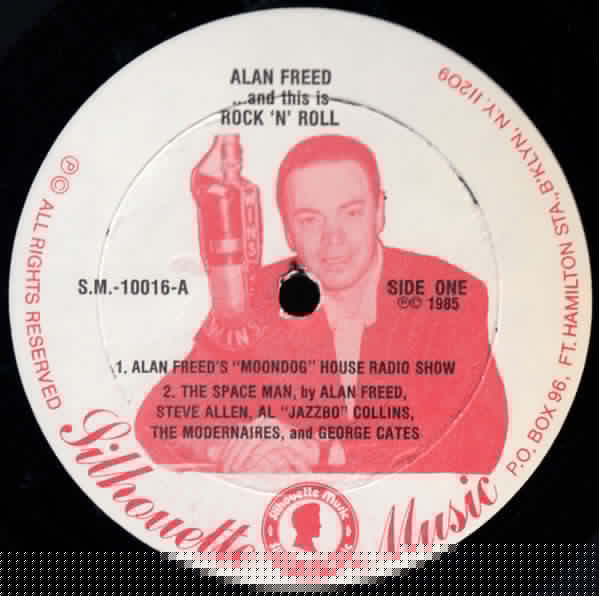 ALAN FREED
...and this is
ROCK 'N' ROLL
S.M.-10016-A
SIDE ONE
℗© 1985
WINS
1. ALAN FREED'S "MOONDOG" HOUSE RADIO SHOW
2. THE SPACE MAN, by ALAN FREED,
STEVE ALLEN, AL "JAZZBO" COLLINS,
THE MODERNAIRES, and GEORGE CATES
℗© ALL RIGHTS RESERVED
Silhouette Music
Silhouette Music
P.O. BOX 96, FT. HAMILTON STA., B'KLYN, N.Y. 11209